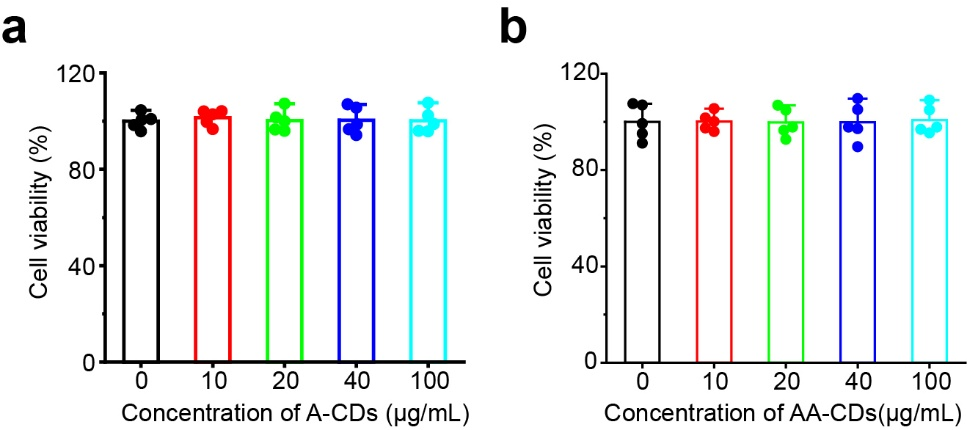 a
120
80
40
0
Cell viability (%)
0 10 20 40 100
Concentration of A-CDs (μg/mL)
b
120
80
40
0
Cell viability (%)
0 10 20 40 100
Concentration of AA-CDs(μg/mL)